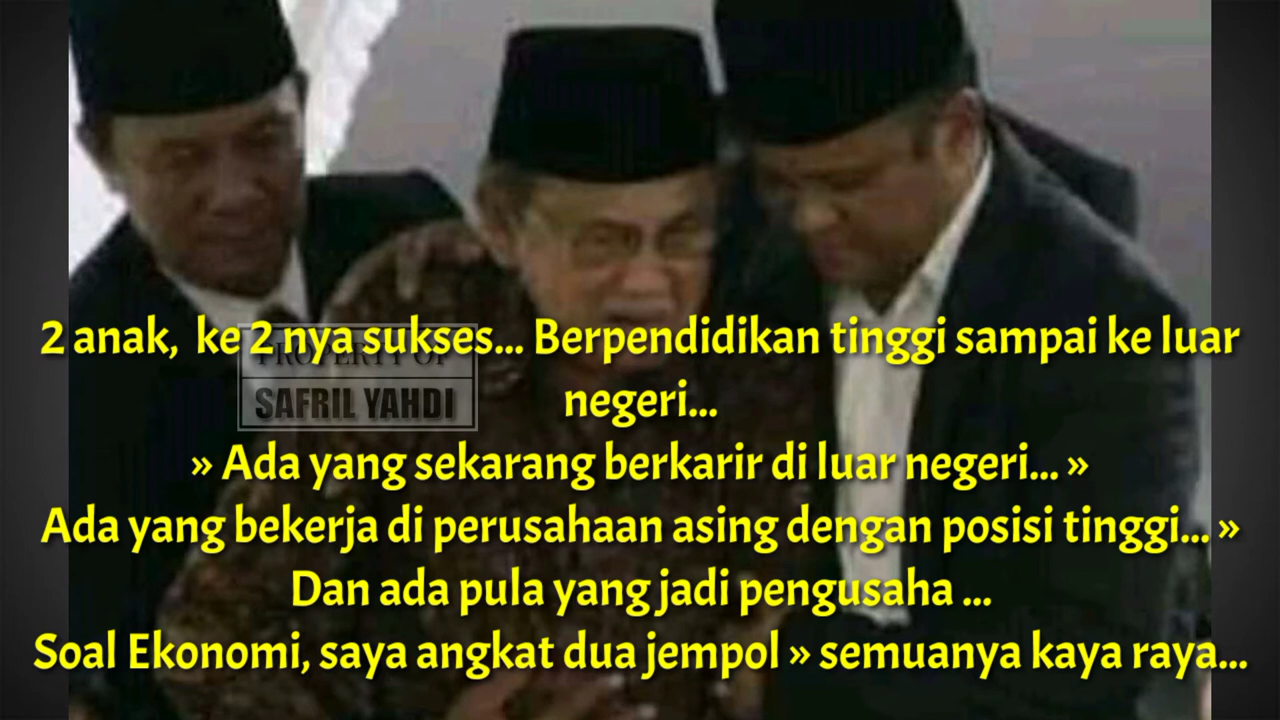 2 anak, ke 2 nya sukses... Berpendidikan tinggi sampai ke luar
negeri...
PROPERTY OF
SAFRIL YAHDI
» Ada yang sekarang berkarir di luar negeri... »
Ada yang bekerja di perusahaan asing dengan posisi tinggi... »
Dan ada pula yang jadi pengusaha ...
Soal Ekonomi, saya angkat dua jempol » semuanya kaya raya...